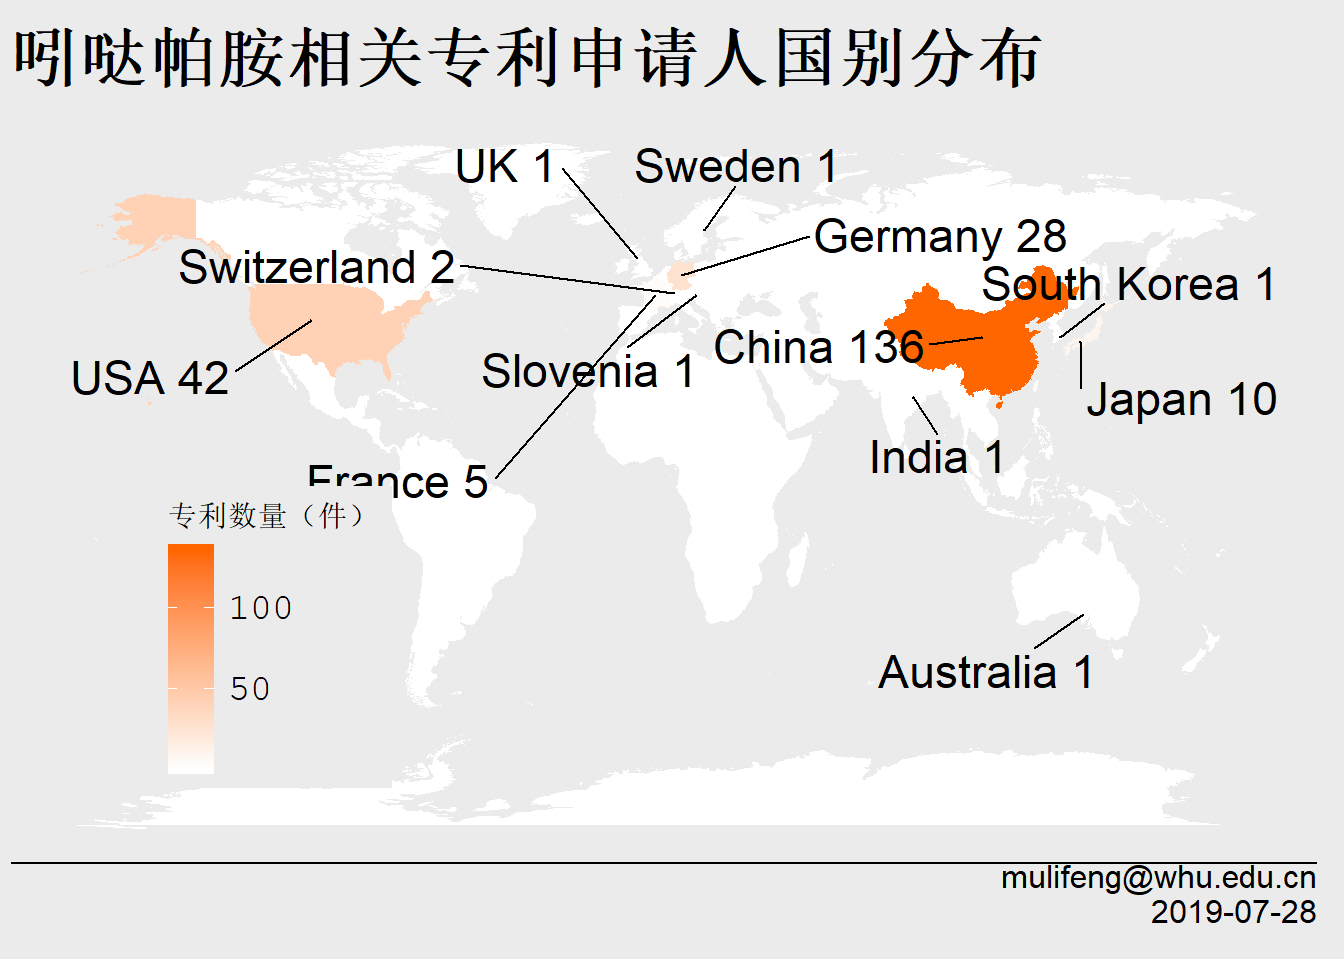 吲哒帕胺相关专利申请人国别分布
UK 1
Sweden 1
Germany 28
Switzerland 2
South Korea 1
China 136
Slovenia 1
USA 42
Japan 10
India 1
France 5
专利数量（件）
100
50
Australia 1
mulifeng@whu.edu.cn
2019-07-28